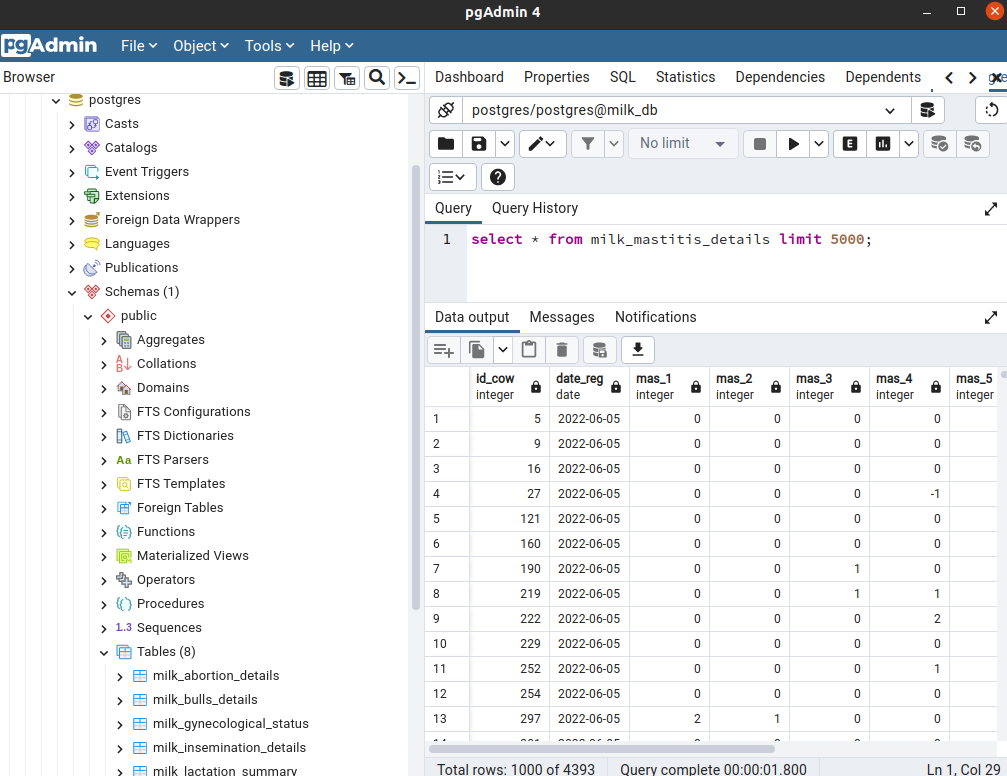 pgAdmin 4
pgAdmin File Object Tools Help
Browser
Dashboard Properties SQL Statistics Dependencies Dependents
postgres
Casts
Catalogs
Event Triggers
Extensions
Foreign Data Wrappers
Languages
Publications
Schemas (1)
public
Aggregates
Collations
Domains
FTS Configurations
FTS Dictionaries
Aa FTS Parsers
FTS Templates
Foreign Tables
Functions
Materialized Views
Operators
Procedures
1..3 Sequences
Tables (8)
milk_abortion_details
milk_bulls_details
milk_gynecological_status
milk_insemination_details
milk_lactation_summary
postgres/postgres@milk_db
No limit
E
Query Query History
1 select * from milk_mastitis_details limit 5000;
Data output Messages Notifications
id_cow date_reg mas_1 mas_2 mas_3 mas_4 mas_5
integer date integer integer integer integer integer
1 5 2022-06-05 0 0 0 0
2 9 2022-06-05 0 0 0 0
3 16 2022-06-05 0 0 0 0
4 27 2022-06-05 0 0 0 -1
5 121 2022-06-05 0 0 0 0
6 160 2022-06-05 0 0 0 0
7 190 2022-06-05 0 0 1 0
8 219 2022-06-05 0 0 1 1
9 222 2022-06-05 0 0 0 2
10 229 2022-06-05 0 0 0 0
11 252 2022-06-05 0 0 0 1
12 254 2022-06-05 0 0 0 0
13 297 2022-06-05 2 1 0 0
Total rows: 1000 of 4393 Query complete 00:00:01.800 Ln 1, Col 29